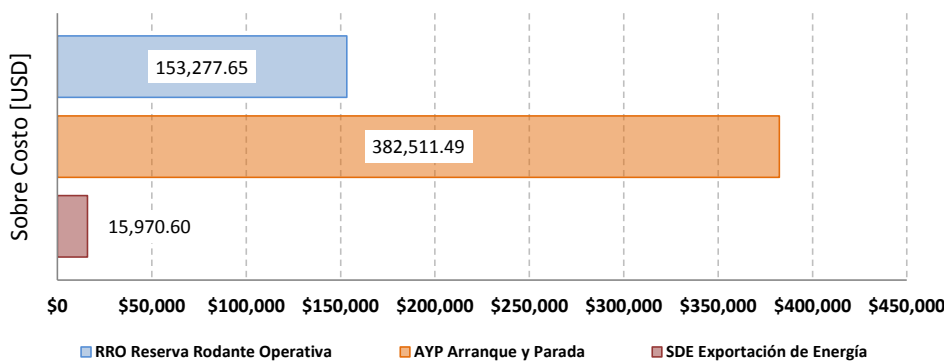 Sobre Costo [USD]
153,277.65
382,511.49
15,970.60
$0 $50,000 $100,000 $150,000 $200,000 $250,000 $300,000 $350,000 $400,000 $450,000
RRO Reserva Rodante Operativa AYP Arranque y Parada SDE Exportación de Energía